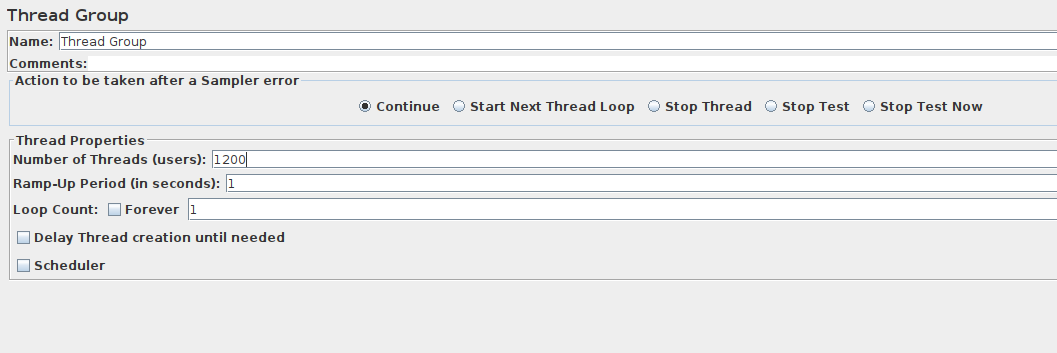 Thread Group
Name: Thread Group
Comments:
Action to be taken after a Sampler error
Continue Start Next Thread Loop Stop Thread Stop Test Stop Test Now
Thread Properties
Number of Threads (users): 1200
Ramp-Up Period (in seconds): 1
Loop Count: Forever 1
Delay Thread creation until needed
Scheduler